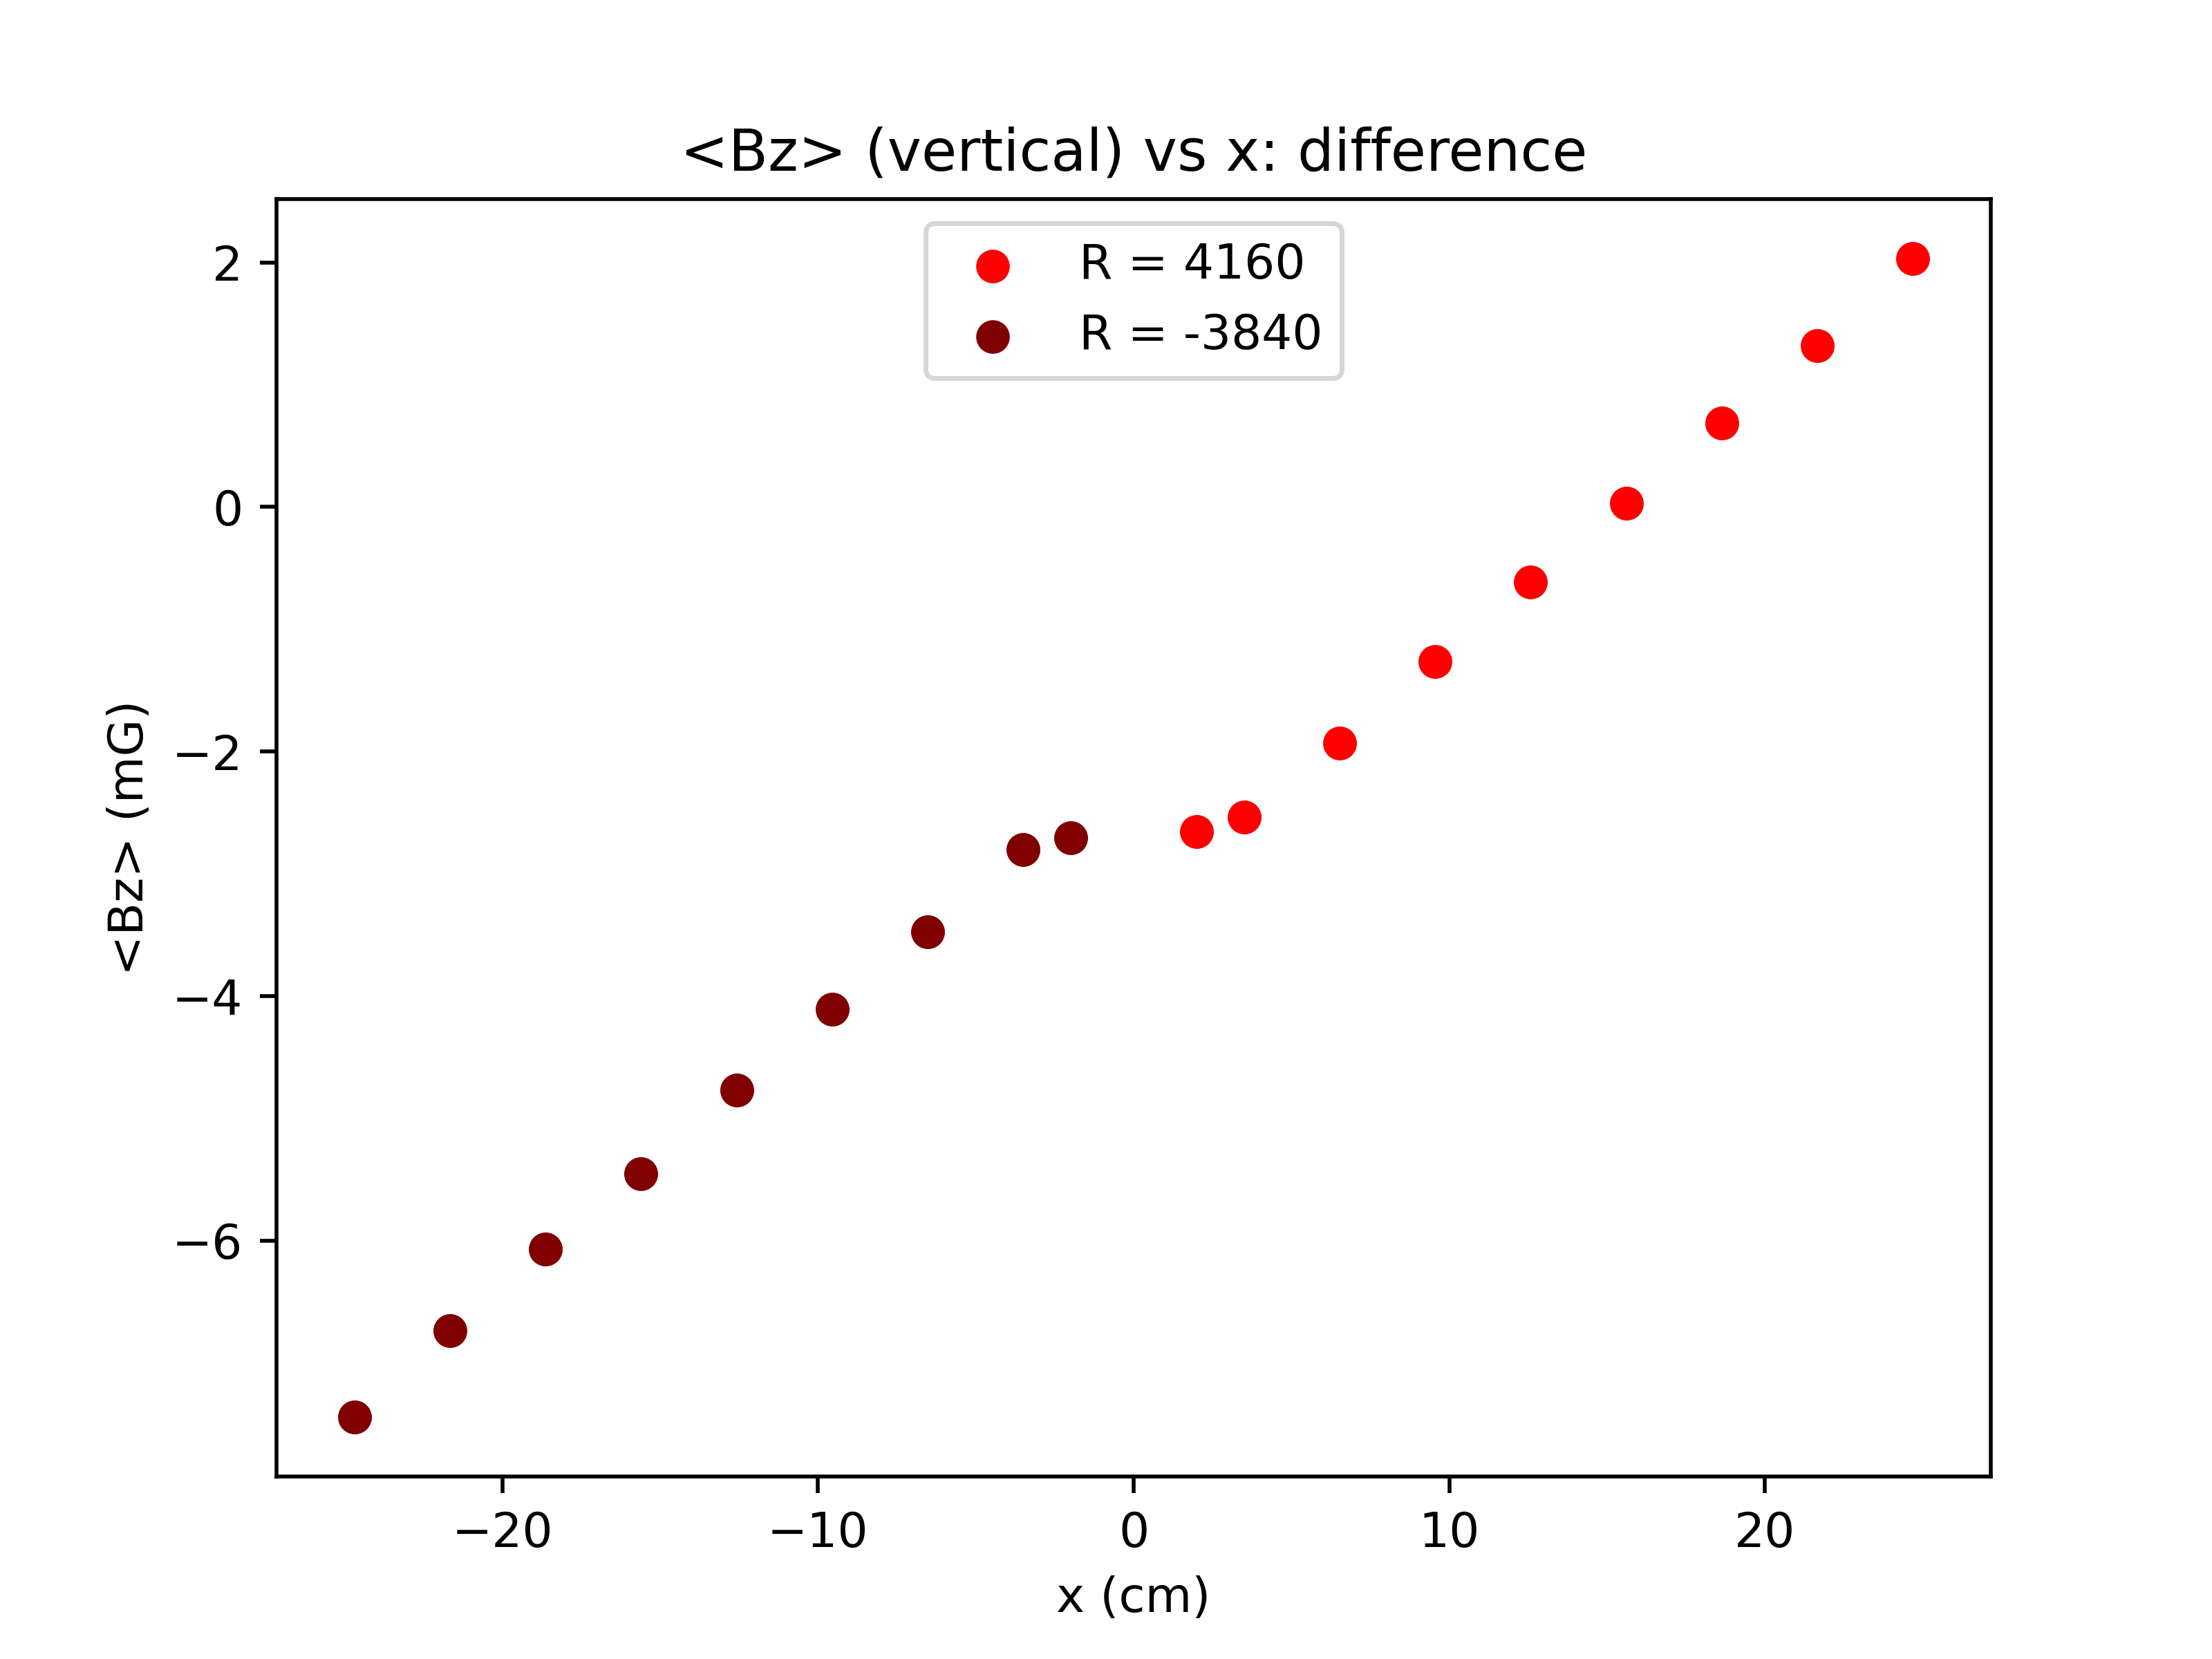 <Bz> (vertical) vs x: difference
R = 4160
R = -3840
2
0
−2
−4
−6
<Bz> (mG)
−20 −10 0 10 20
x (cm)